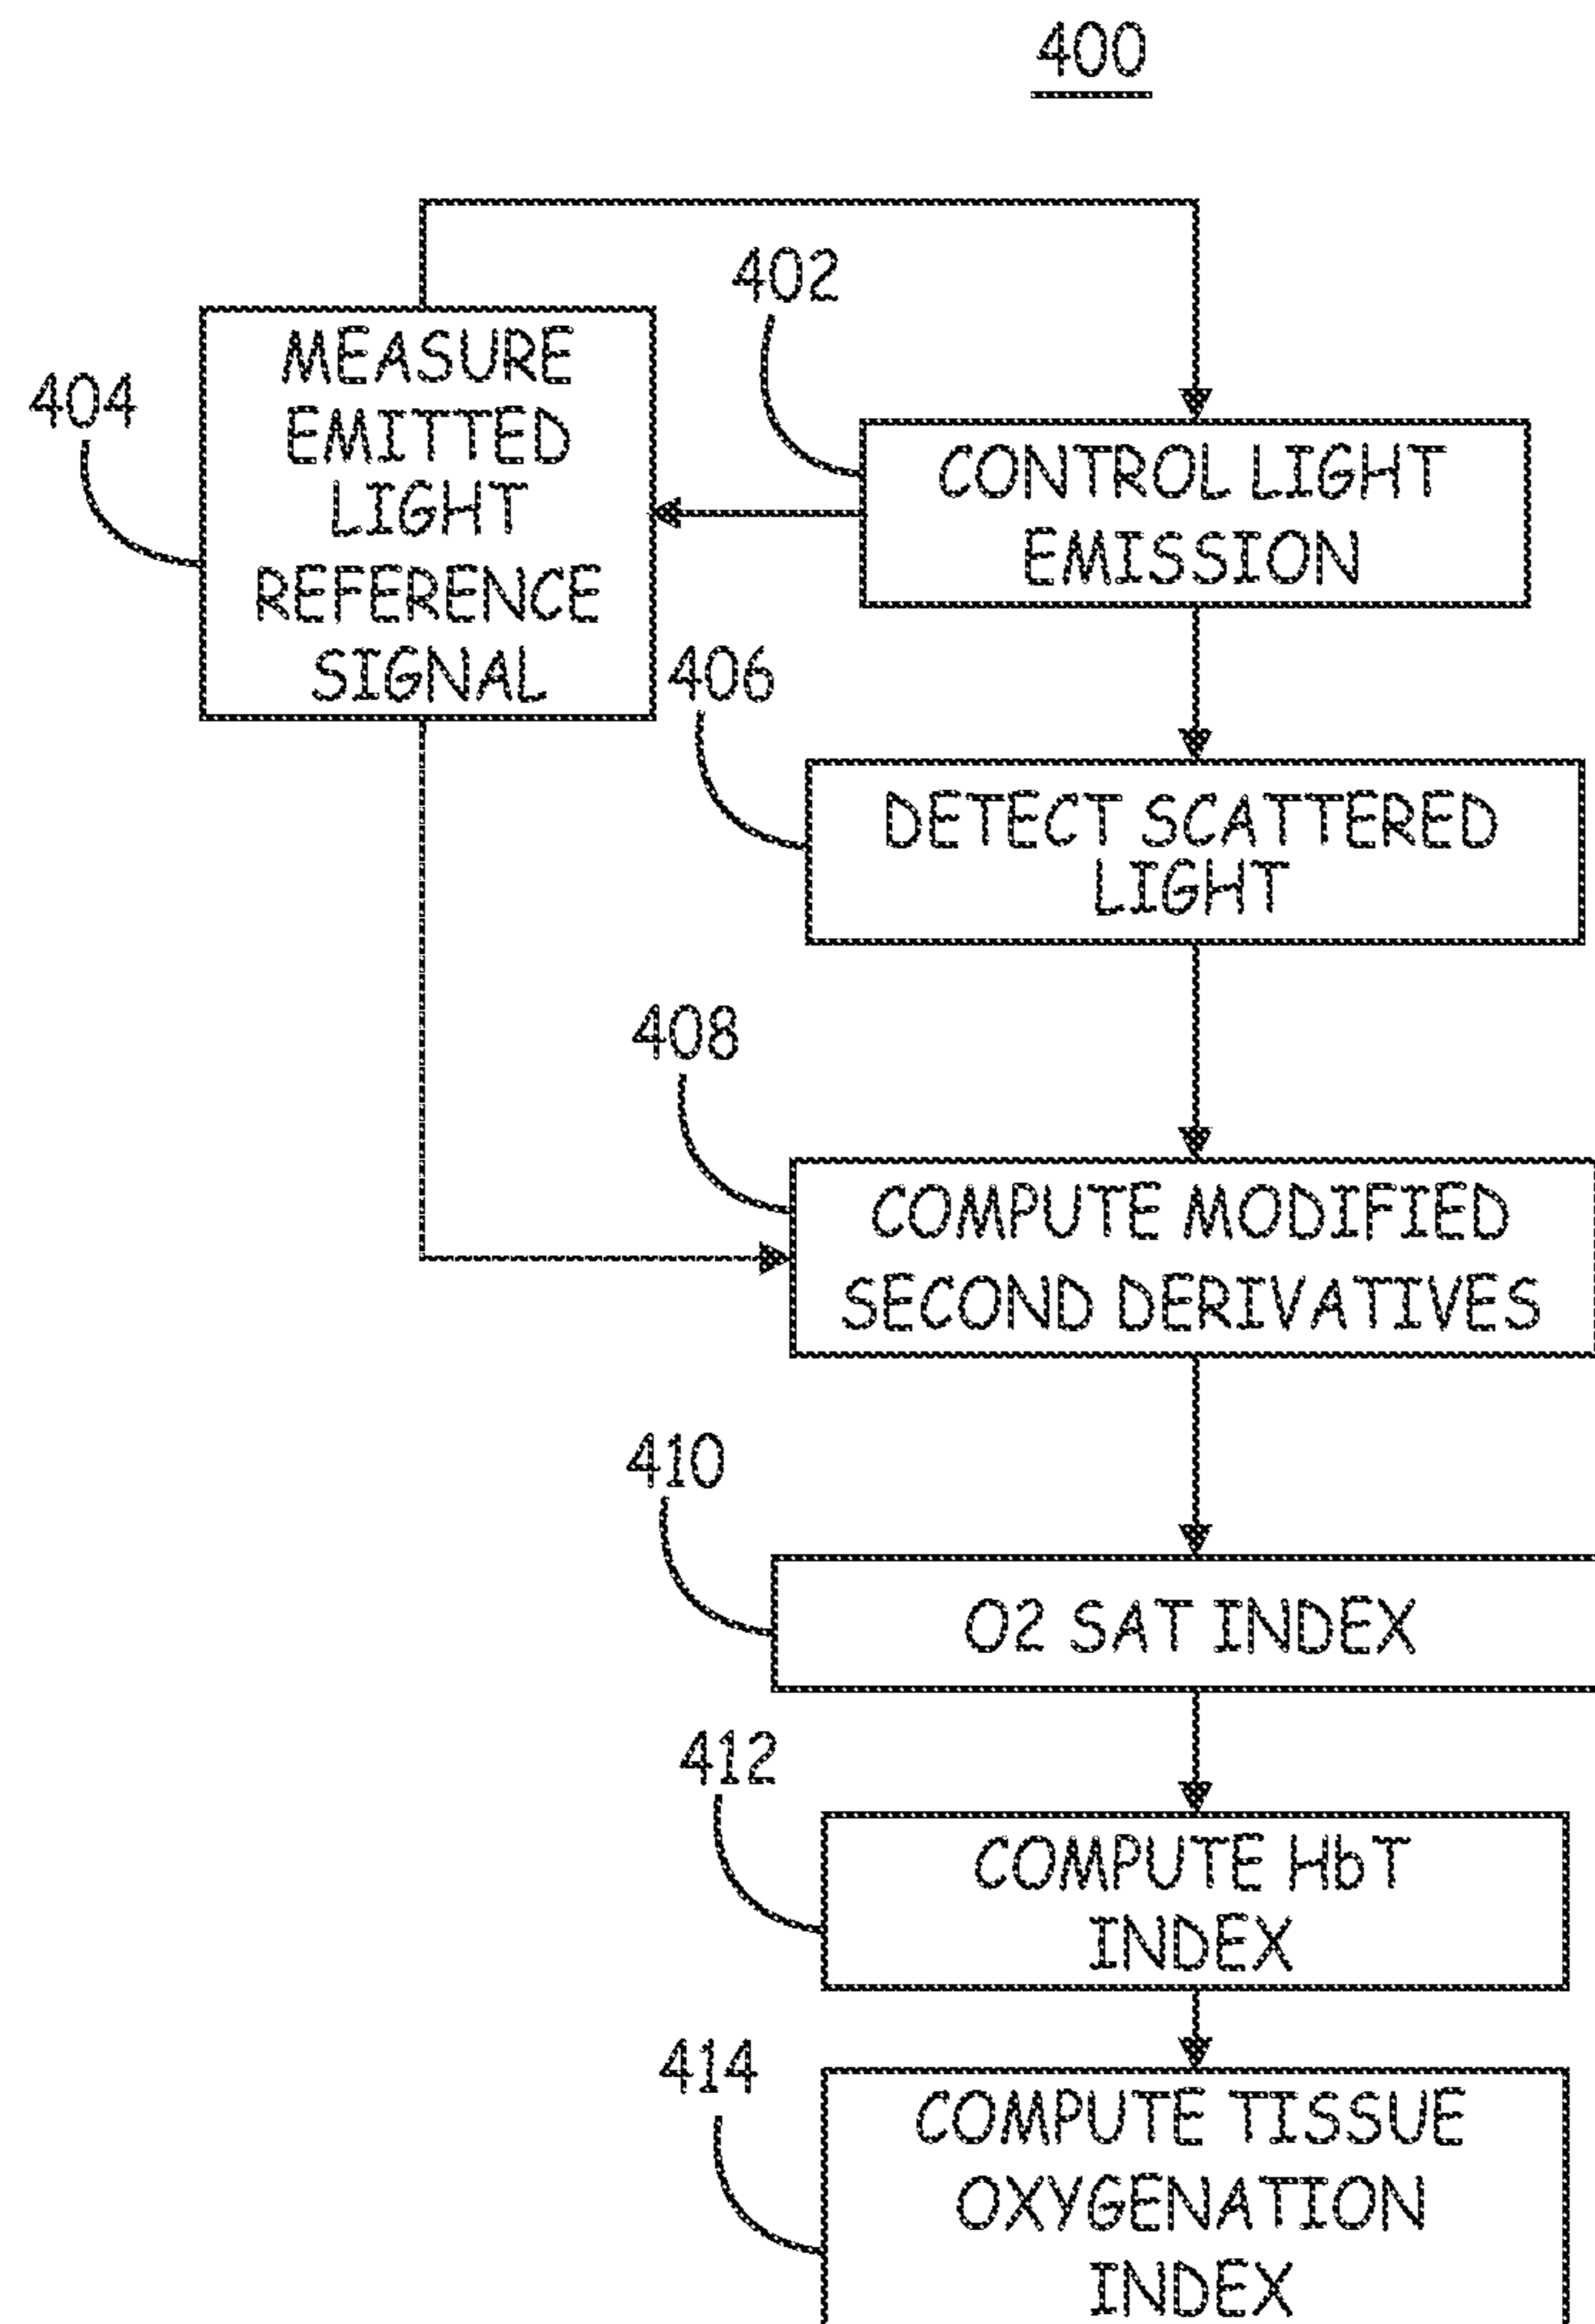 400
402
404
MEASURE
EMITTED
LIGHT
REFERENCE
SIGNAL
CONTROL LIGHT
EMISSION
406
DETECT SCATTERED
LIGHT
408
COMPUTE MODIFIED
SECOND DERIVATIVES
410
O2 SAT INDEX
412
COMPUTE HbT
INDEX
414
COMPUTE TISSUE
OXYGENATION
INDEX